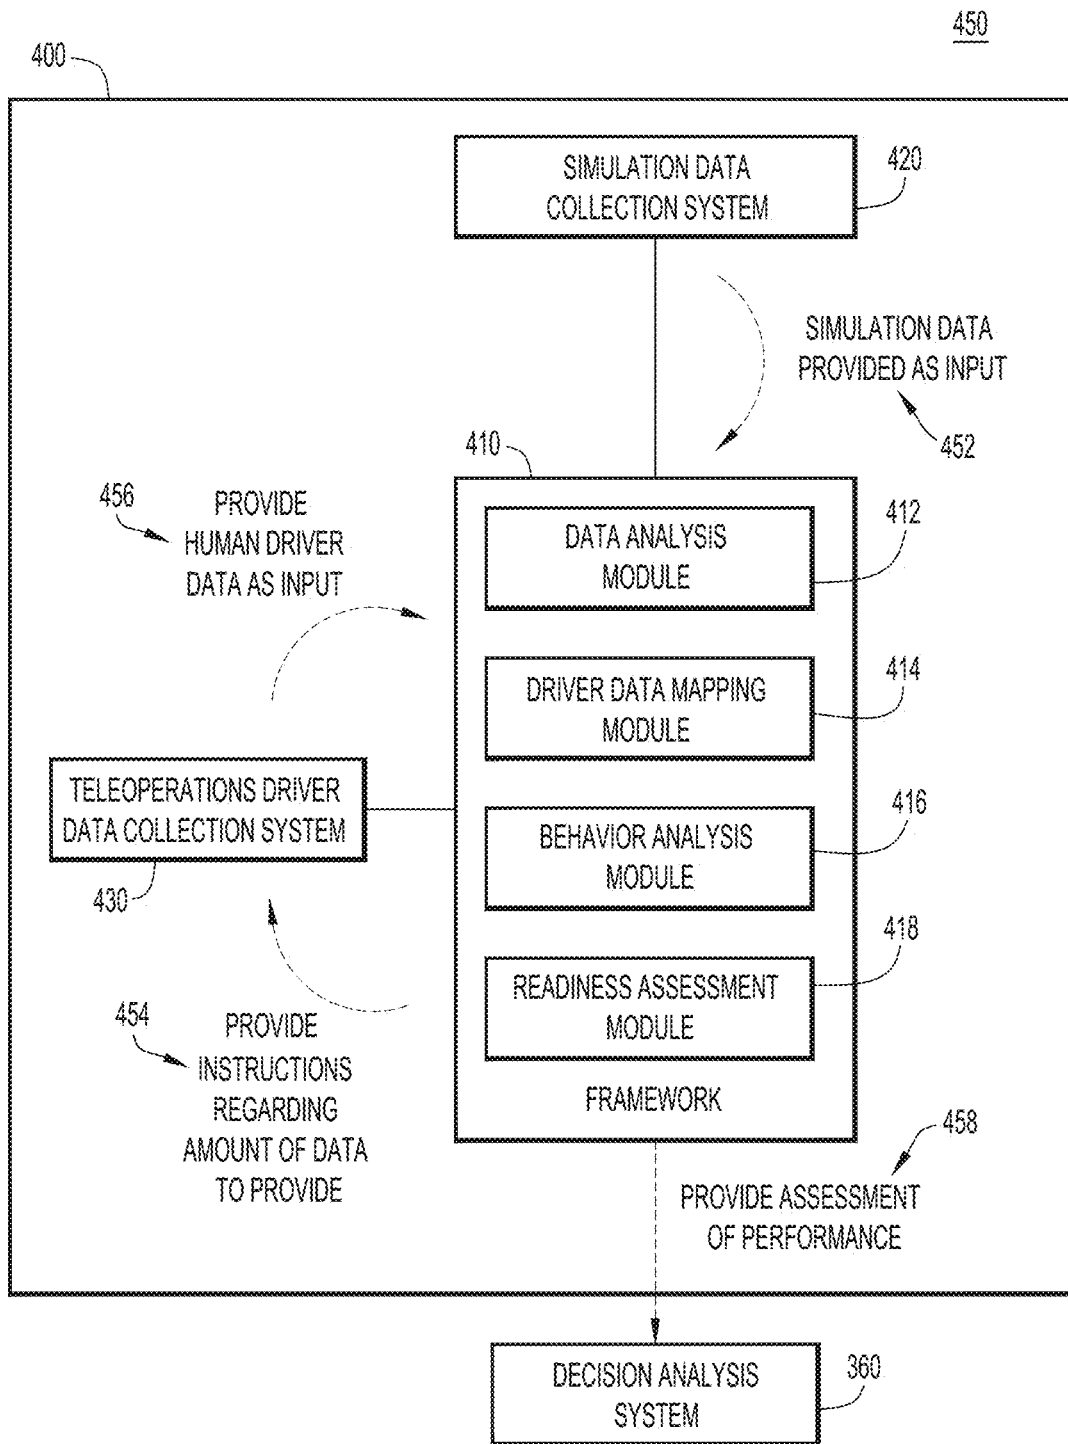 450
400
SIMULATION DATA
COLLECTION SYSTEM
420
SIMULATION DATA
PROVIDED AS INPUT
452
410
456
PROVIDE
HUMAN DRIVER
DATA AS INPUT
DATA ANALYSIS
MODULE
412
DRIVER DATA MAPPING
MODULE
414
TELEOPERATIONS DRIVER
DATA COLLECTION SYSTEM
430
BEHAVIOR ANALYSIS
MODULE
416
READINESS ASSESSMENT
MODULE
418
454
PROVIDE
INSTRUCTIONS
REGARDING
AMOUNT OF DATA
TO PROVIDE
FRAMEWORK
458
PROVIDE ASSESSMENT
OF PERFORMANCE
DECISION ANALYSIS
SYSTEM
360